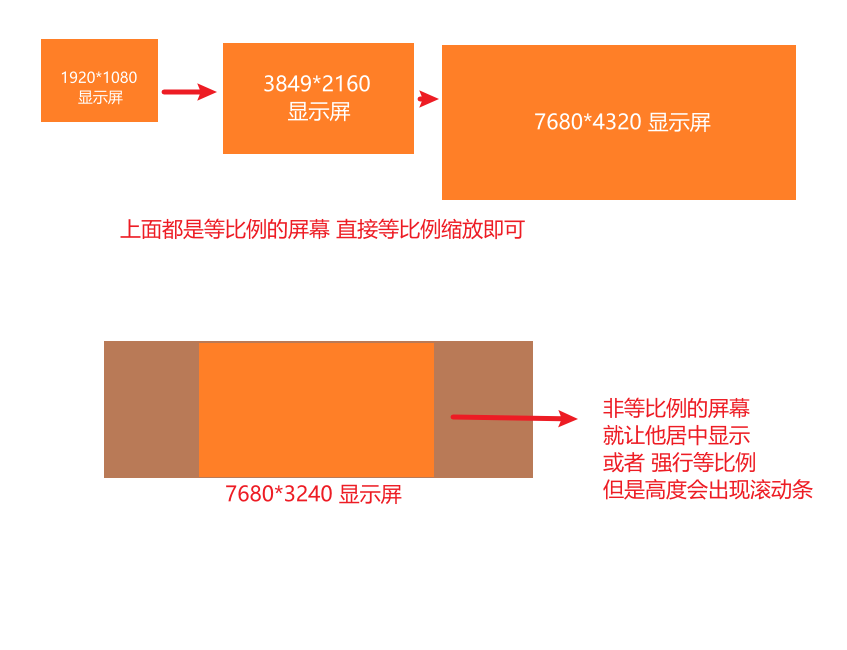 1920*1080
显示屏
3849*2160
显示屏
7680*4320 显示屏
上面都是等比例的屏幕 直接等比例缩放即可
非等比例的屏幕
就让他居中显示
或者 强行等比例
但是高度会出现滚动条
7680*3240 显示屏